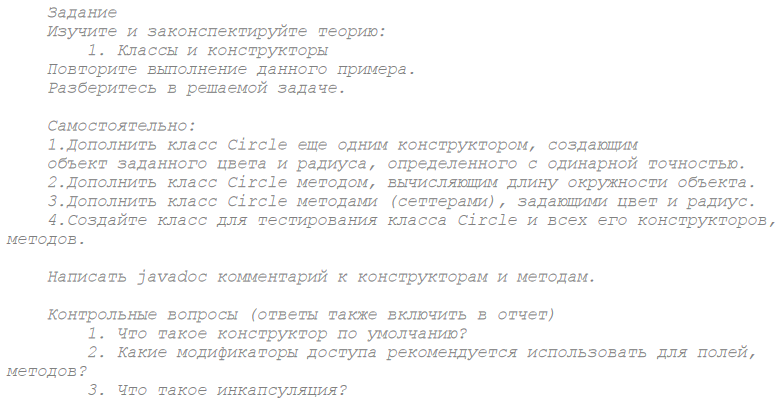 Задание
Изучите и законспектируйте теорию:
1. Классы и конструкторы
Повторите выполнение данного примера.
Разберитесь в решаемой задаче.
Самостоятельно:
1.Дополнить класс Circle еще одним конструктором, создающим
объект заданного цвета и радиуса, определенного с одинарной точностью.
2.Дополнить класс Circle методом, вычисляющим длину окружности объекта.
3.Дополнить класс Circle методами (сеттерами), задающими цвет и радиус.
4.Создайте класс для тестирования класса Circle и всех его конструкторов,
методов.
Написать javadoc комментарий к конструкторам и методам.
Контрольные вопросы (ответы также включить в отчет)
1. Что такое конструктор по умолчанию?
2. Какие модификаторы доступа рекомендуется использовать для полей,
методов?
3. Что такое инкапсуляция?